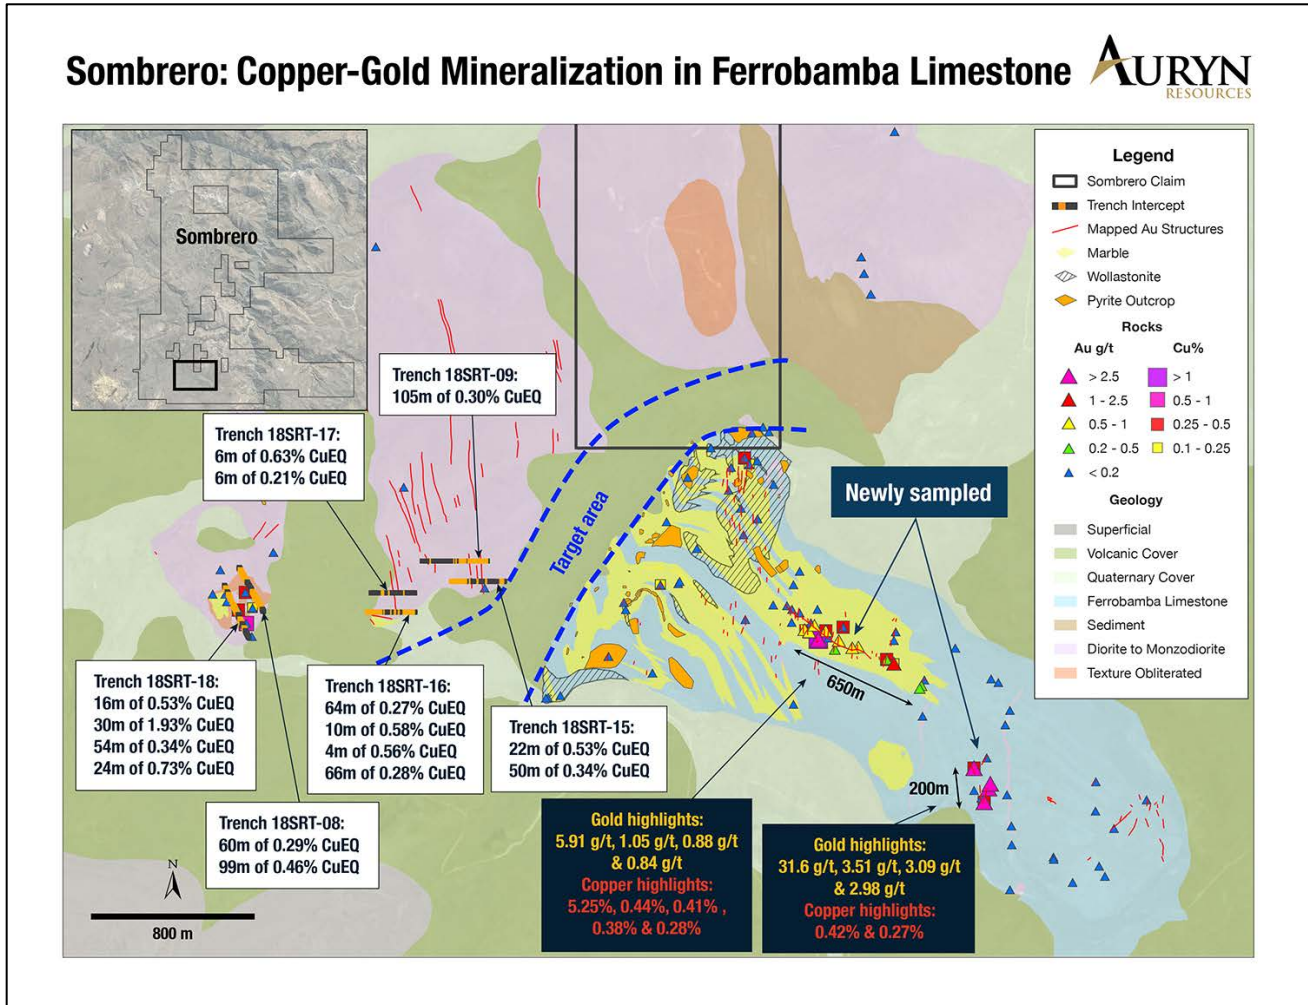 Sombrero: Copper-Gold Mineralization in Ferrobamba Limestone
AURYN
RESOURCES
Sombrero
Trench 18SRT-09:
105m of 0.30% CuEQ
Trench 18SRT-17:
6m of 0.63% CuEQ
6m of 0.21% CuEQ
Target area
Newly sampled
650m
200m
Trench 18SRT-18:
16m of 0.53% CuEQ
30m of 1.93% CuEQ
54m of 0.34% CuEQ
24m of 0.73% CuEQ
Trench 18SRT-16:
64m of 0.27% CuEQ
10m of 0.58% CuEQ
4m of 0.56% CuEQ
66m of 0.28% CuEQ
Trench 18SRT-15:
22m of 0.53% CuEQ
50m of 0.34% CuEQ
Trench 18SRT-08:
60m of 0.29% CuEQ
99m of 0.46% CuEQ
Gold highlights:
5.91 g/t, 1.05 g/t, 0.88 g/t
& 0.84 g/t
Copper highlights:
5.25%, 0.44%, 0.41% ,
0.38% & 0.28%
Gold highlights:
31.6 g/t, 3.51 g/t, 3.09 g/t
& 2.98 g/t
Copper highlights:
0.42% & 0.27%
N
800 m
Legend
Sombrero Claim
Trench Intercept
Mapped Au Structures
Marble
Wollastonite
Pyrite Outcrop
Rocks
Au g/t Cu%
> 2.5 > 1
1 - 2.5 0.5 - 1
0.5 - 1 0.25 - 0.5
0.2 - 0.5 0.1 - 0.25
< 0.2
Geology
Superficial
Volcanic Cover
Quaternary Cover
Ferrobamba Limestone
Sediment
Diorite to Monzodiorite
Texture Obliterated